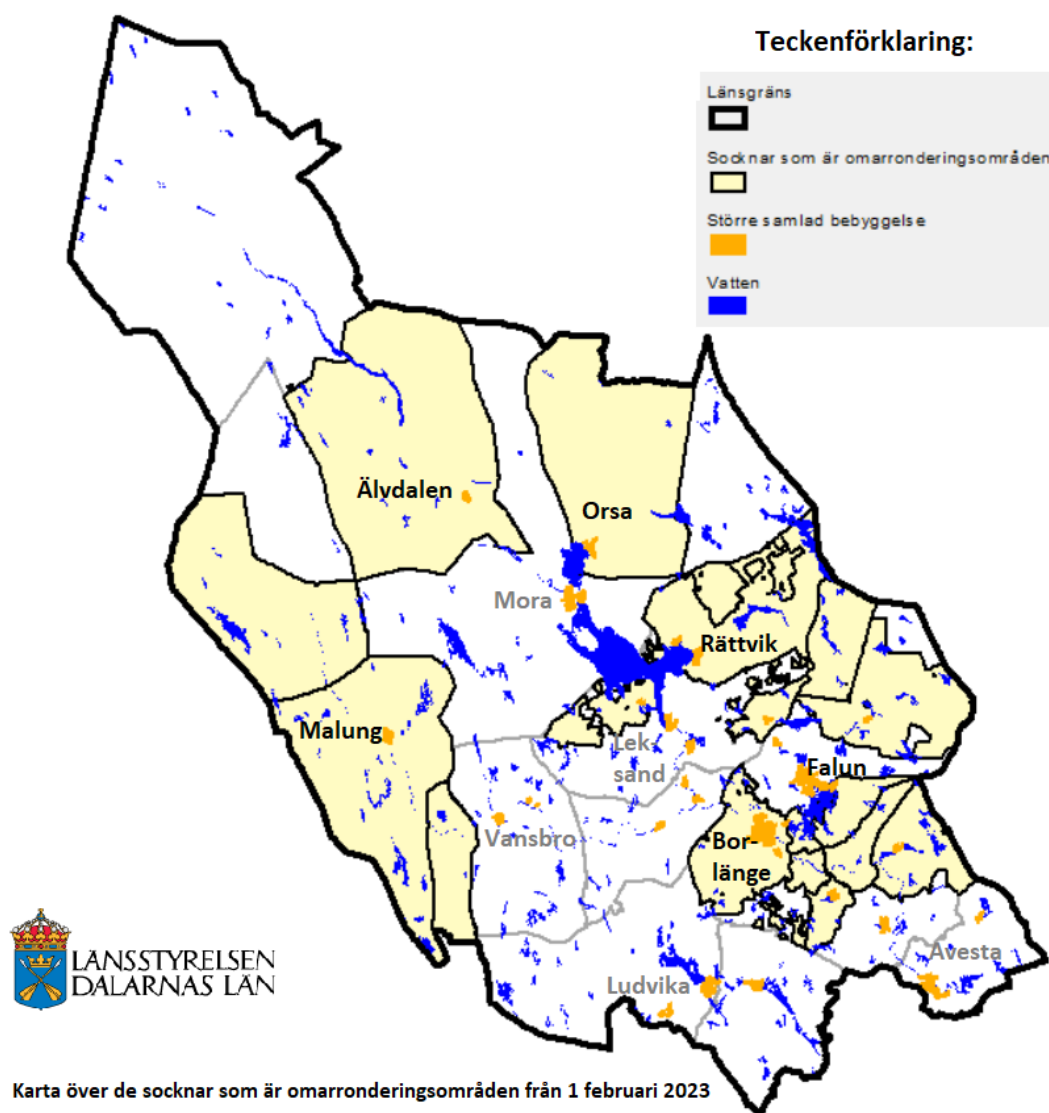 Teckenförklaring:
Länsgräns
Socknar som är omarronderingsområden
Större samlad bebyggelse
Vatten
Älvdalen
Orsa
Mora
Rättvik
Malung
Lek-
sand
Falun
Vansbro
Bor-
länge
Avesta
Ludvika
LÄNSSTYRELSEN
DALARNAS LÄN
Karta över de socknar som är omarronderingsområden från 1 februari 2023